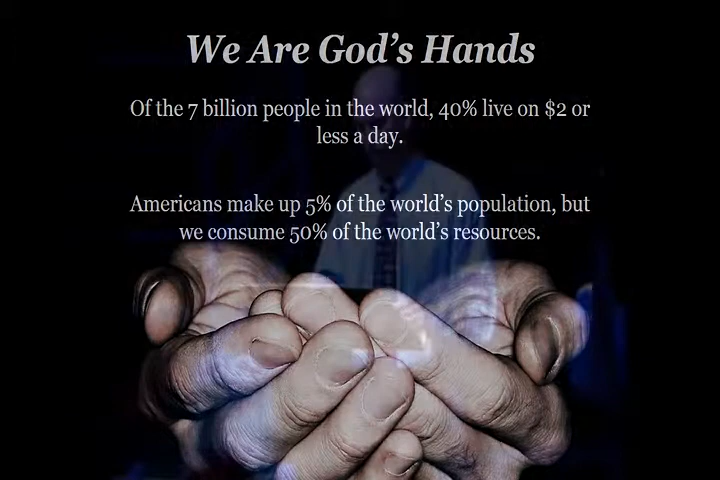 We Are God’s Hands
Of the 7 billion people in the world, 40% live on $2 or
less a day.
Americans make up 5% of the world’s population, but
we consume 50% of the world’s resources.